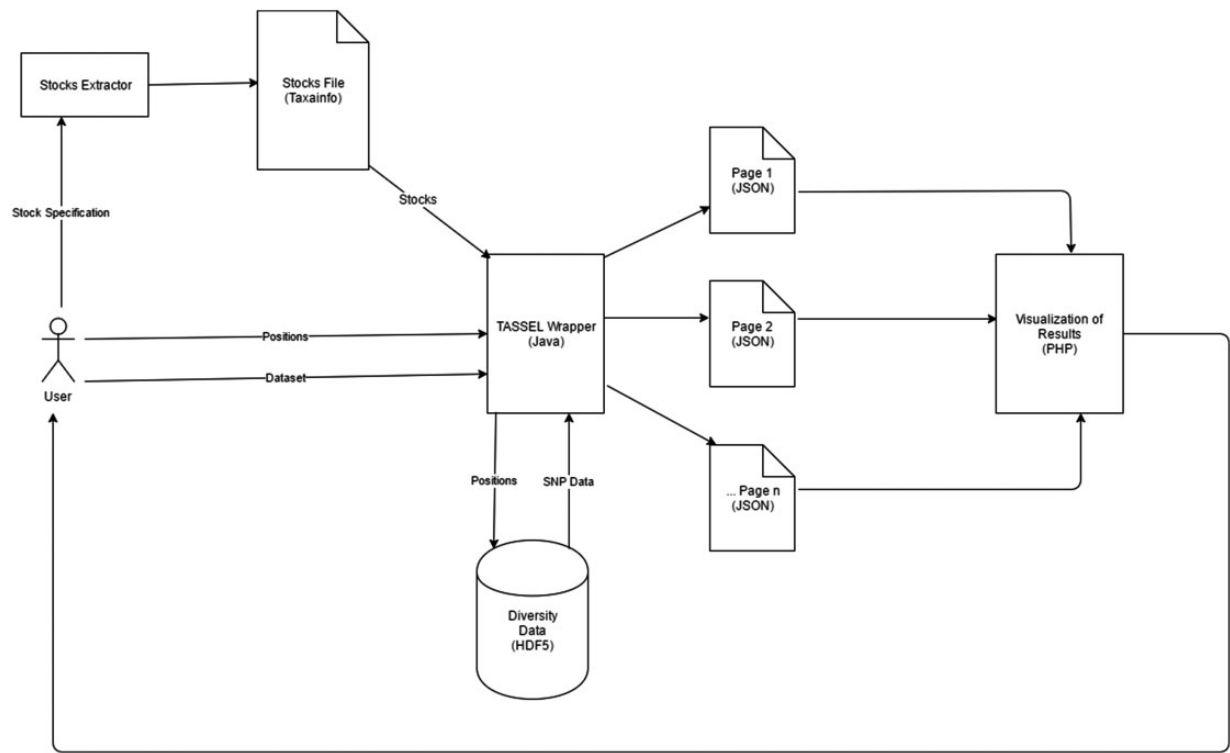 Stocks Extractor
Stocks File
(Taxainfo)
Stock Specification
Stocks
Page 1
(JSON)
TASSEL Wrapper
(Java)
Page 2
(JSON)
Visualization of
Results
(PHP)
Positions
Dataset
User
Positions
SNP Data
... Page n
(JSON)
Diversity
Data
(HDF5)